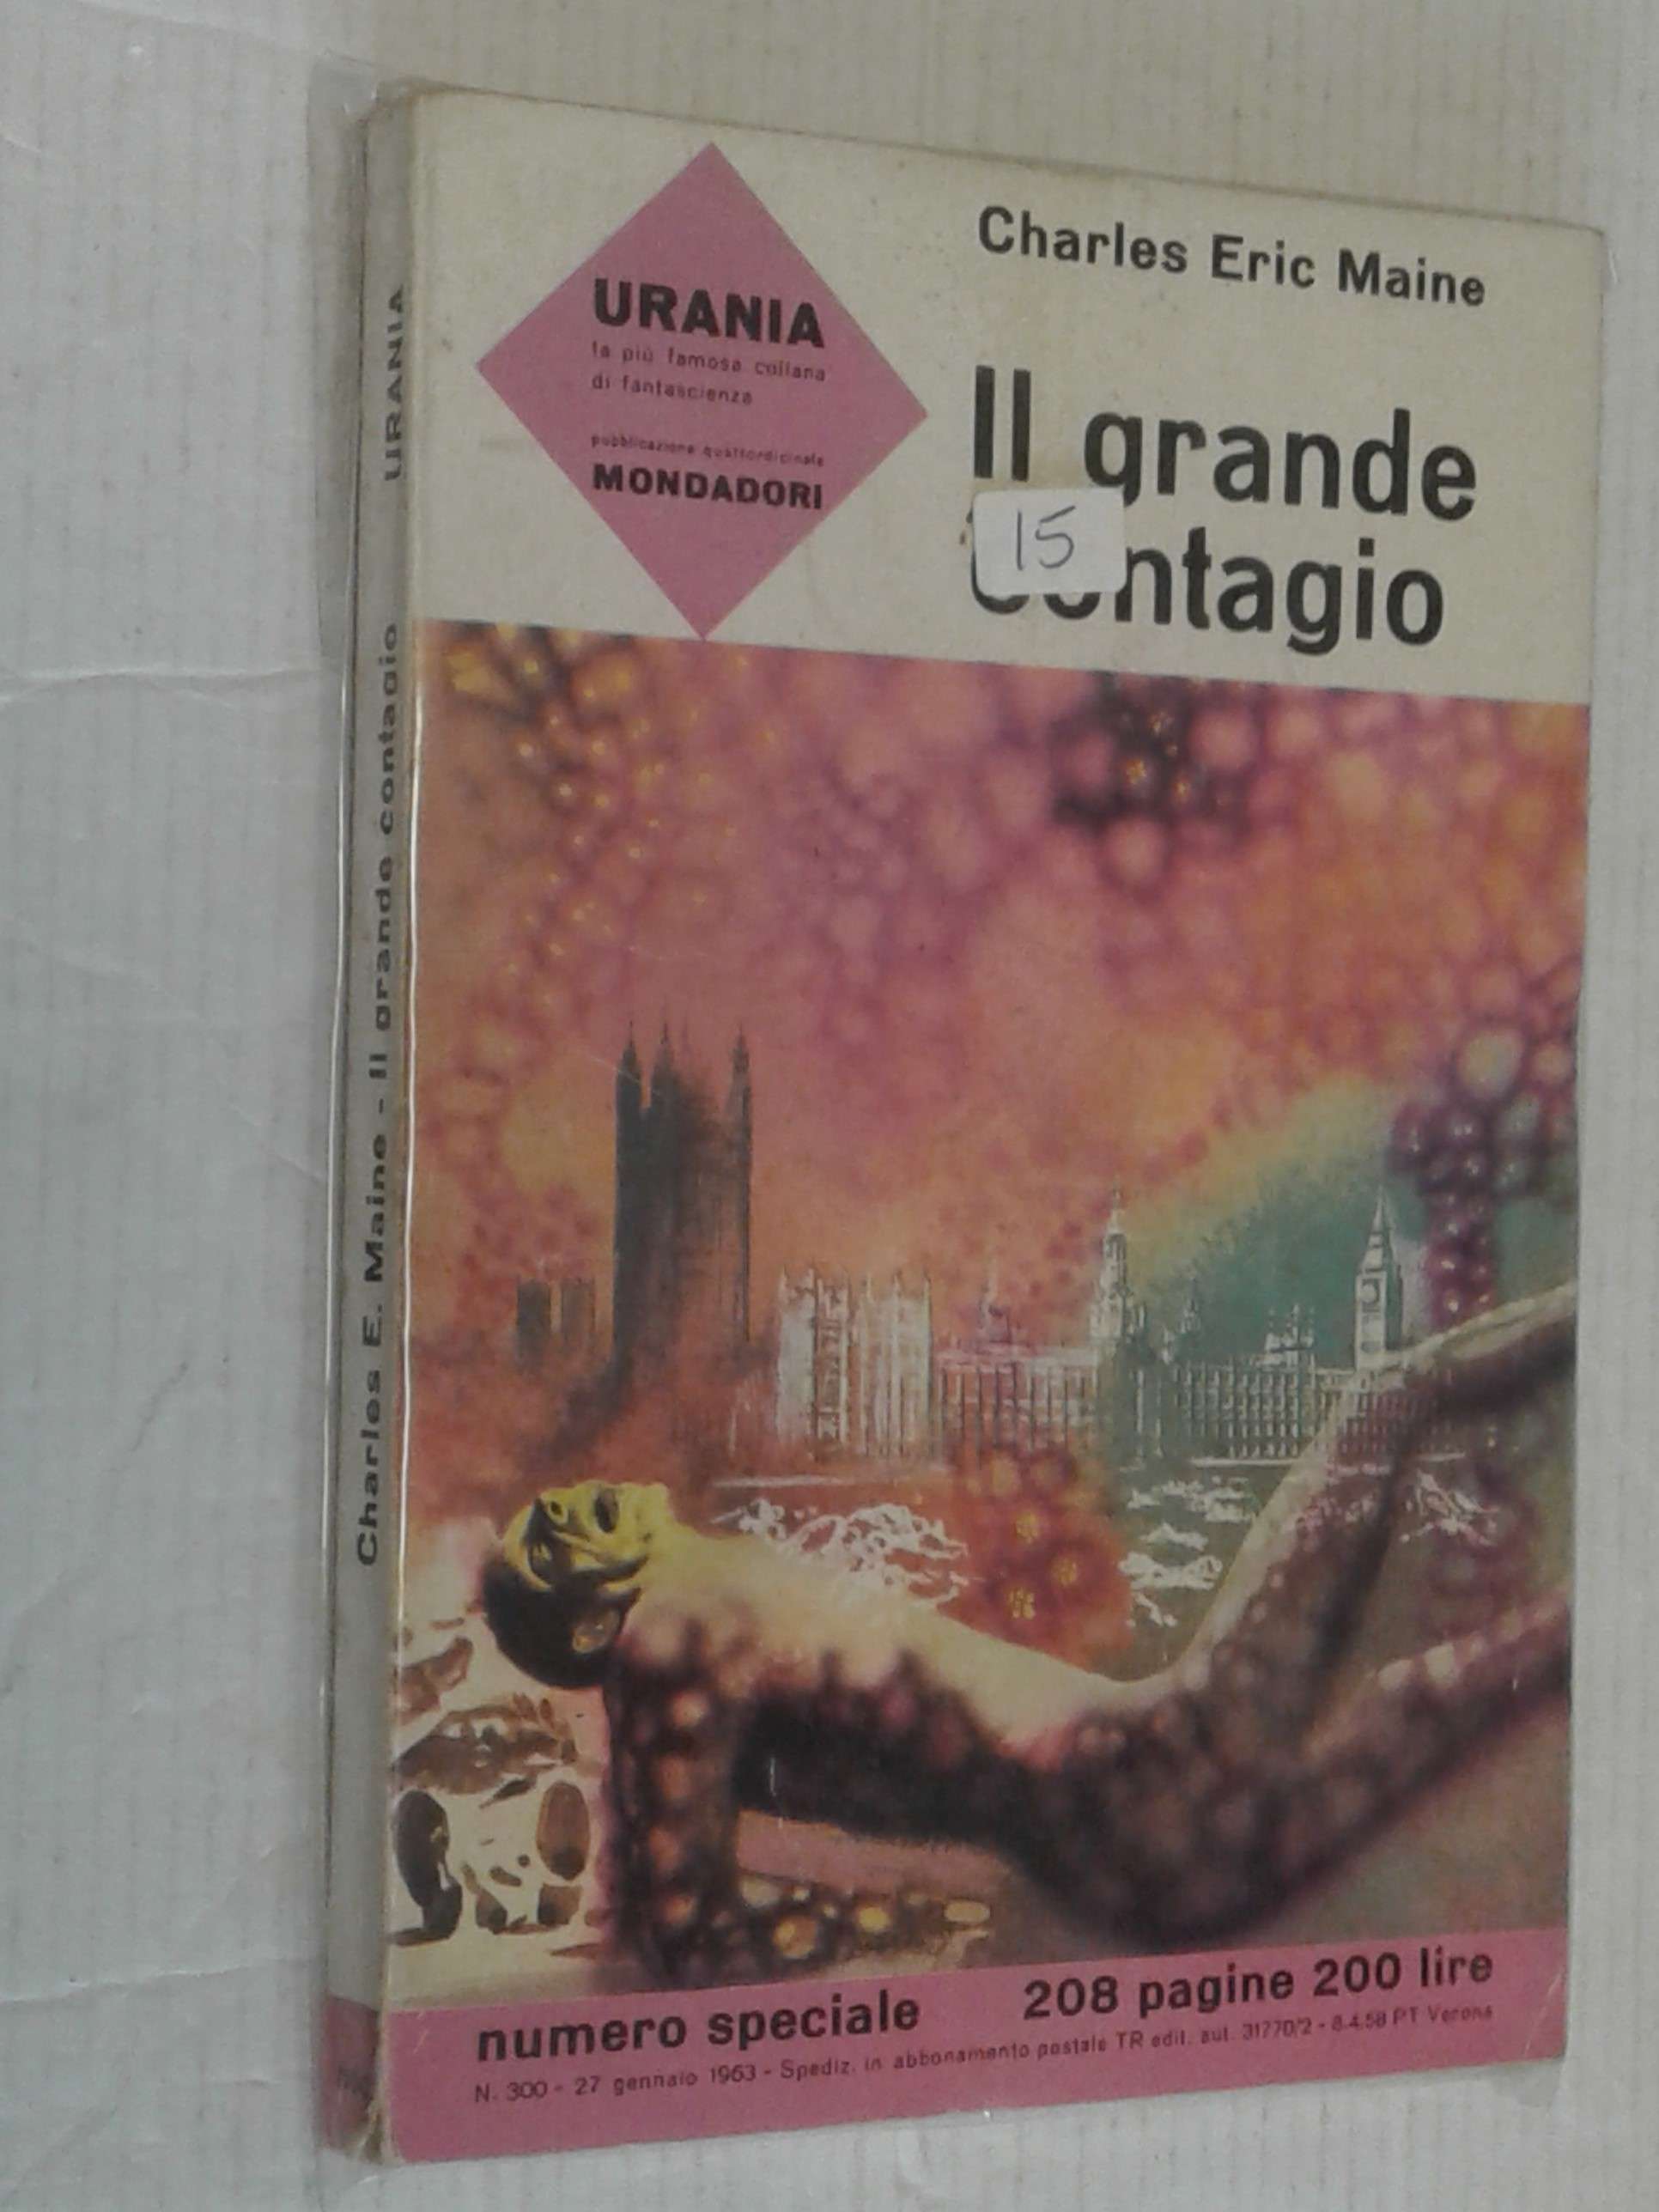 Charles Eric Maine
URANIA
la più famosa collana
di fantascienza
pubblicazione quattordicinale
MONDADORI
Il grande
contagio
15
Charles E. Maine - Il grande contagio URANIA
numero speciale 208 pagine 200 lire
N. 300 - 27 gennaio 1963 - Spediz. in abbonamento postale TR edit. aut. 31770/2 - 8.4.58 PT Verona